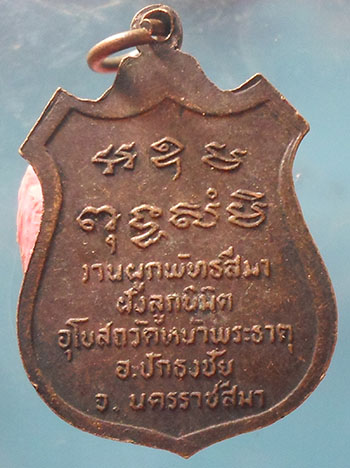 งานผูกพัทธสีมา
ฝังลูกนิมิต
อุโบสถวัดหน้าพระธาตุ
อ.ปักธงชัย
จ.นครราชสีมา